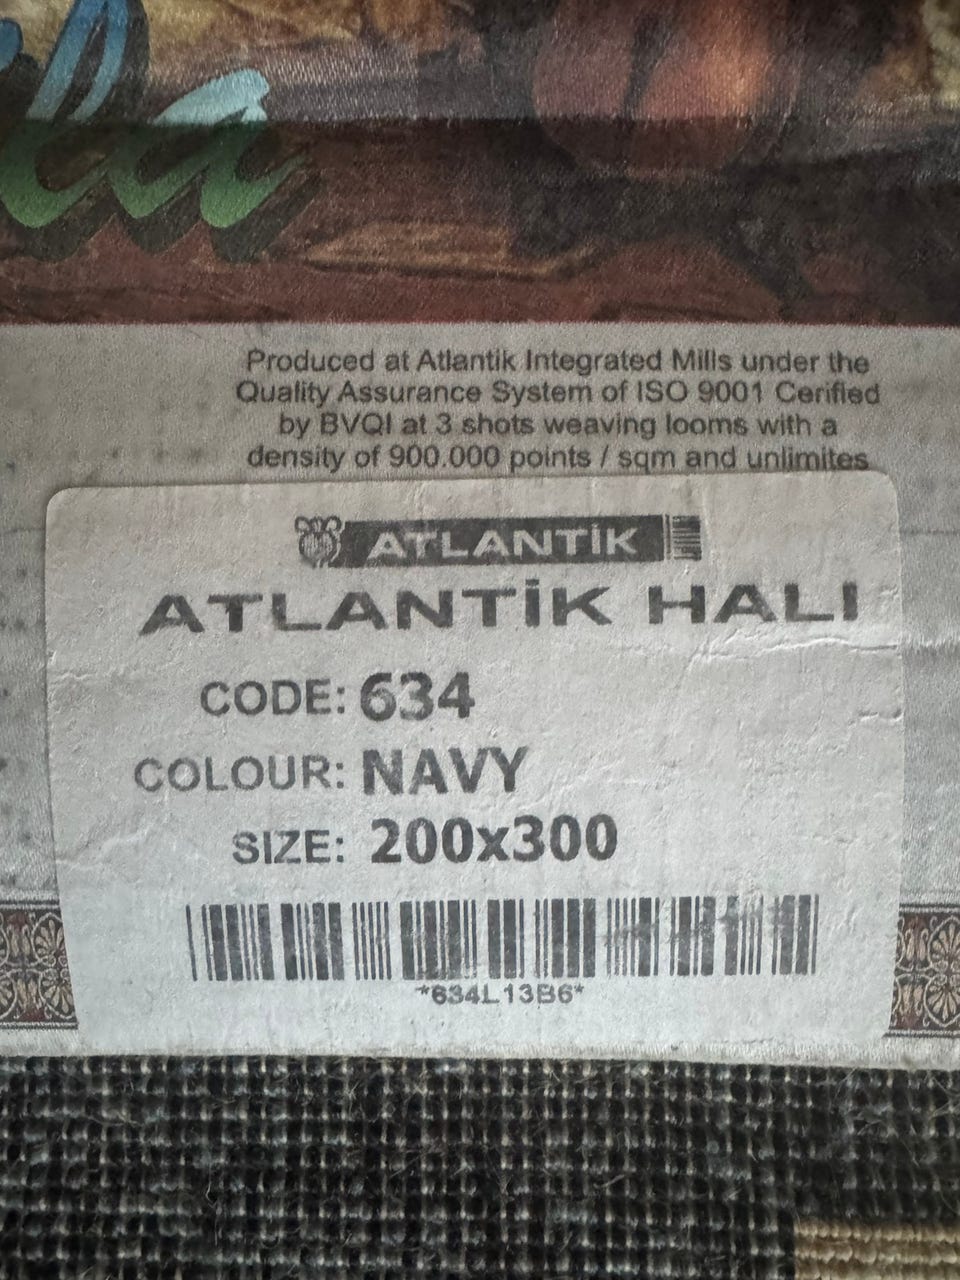 la
Produced at Atlantik Integrated Mills under the
Quality Assurance System of ISO 9001 Cerified
by BVQI at 3 shots weaving looms with a
density of 900.000 points / sqm and unlimites
ATLANTİK
ATLANTİK HALI
CODE: 634
COLOUR: NAVY
SIZE: 200x300
*634L13B6*